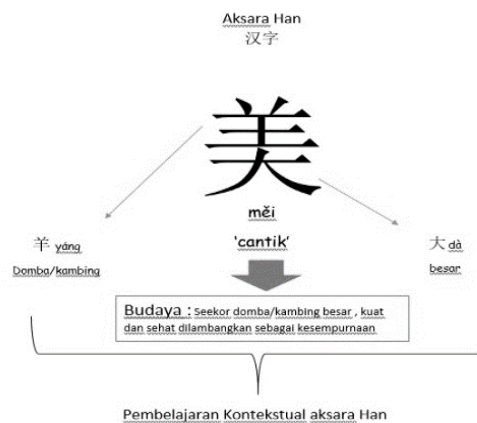 Aksara Han
汉字
美
měi
'cantik'
羊 yáng
Domba/kambing
大 dà
besar
Budaya : Seekor domba/kambing besar , kuat
dan sehat dilambangkan sebagai kesempurnaan
Pembelajaran Kontekstual aksara Han